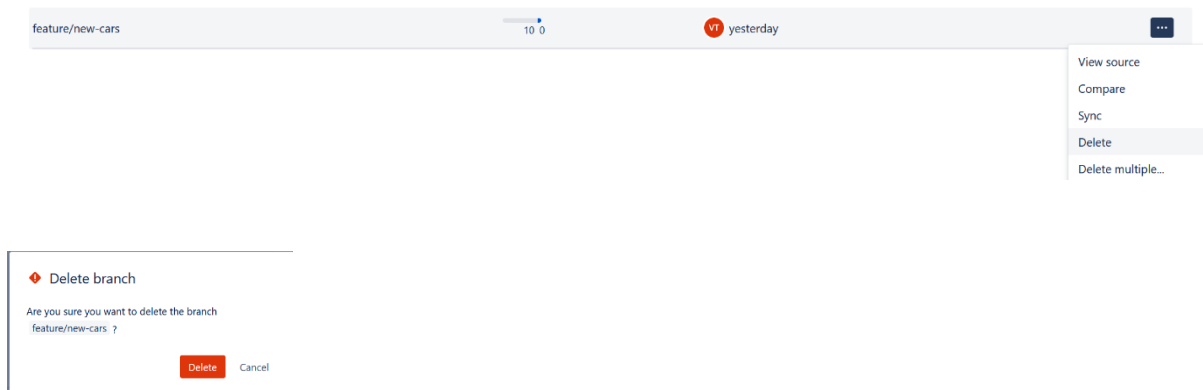 feature/new-cars 10 0 VT yesterday
View source
Compare
Sync
Delete
Delete multiple...
Delete branch
Are you sure you want to delete the branch
feature/new-cars ?
Delete Cancel